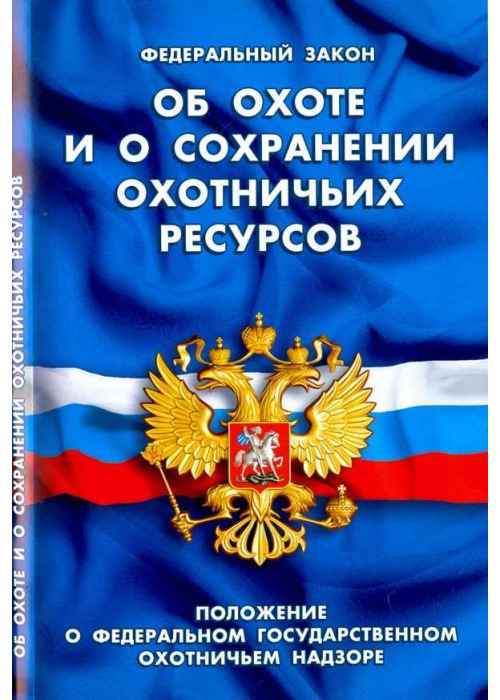 ФЕДЕРАЛЬНЫЙ ЗАКОН
ОБ ОХОТЕ
И О СОХРАНЕНИИ
ОХОТНИЧЬИХ
РЕСУРСОВ
ПОЛОЖЕНИЕ
О ФЕДЕРАЛЬНОМ ГОСУДАРСТВЕННОМ
ОХОТНИЧЬЕМ НАДЗОРЕ
ОБ ОХОТЕ И О СОХРАНЕНИИ ОХОТНИЧЬИХ РЕСУРСОВ